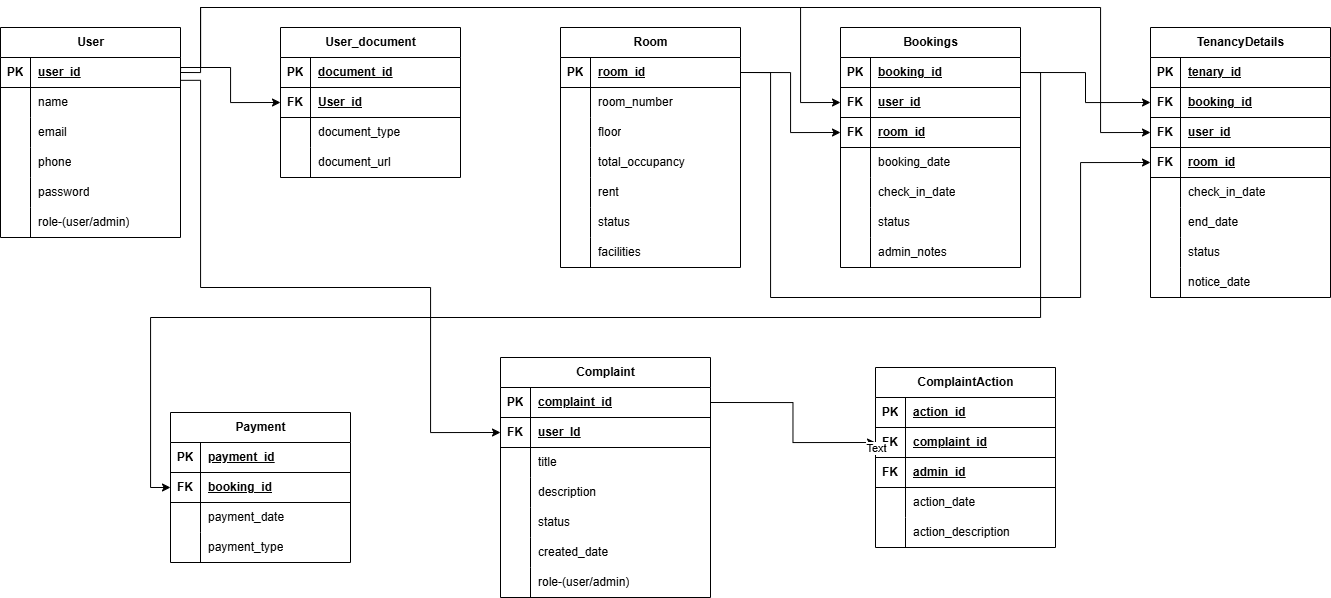 User
PK user_id
name
email
phone
password
role-(user/admin)
User_document
PK document_id
FK User_id
document_type
document_url
Room
PK room_id
room_number
floor
total_occupancy
rent
status
facilities
Bookings
PK booking_id
FK user_id
FK room_id
booking_date
check_in_date
status
admin_notes
TenancyDetails
PK tenary_id
FK booking_id
FK user_id
FK room_id
check_in_date
end_date
status
notice_date
Payment
PK payment_id
FK booking_id
payment_date
payment_type
Complaint
PK complaint_id
FK user_Id
title
description
status
created_date
role-(user/admin)
ComplaintAction
PK action_id
FK complaint_id
Text
FK admin_id
action_date
action_description